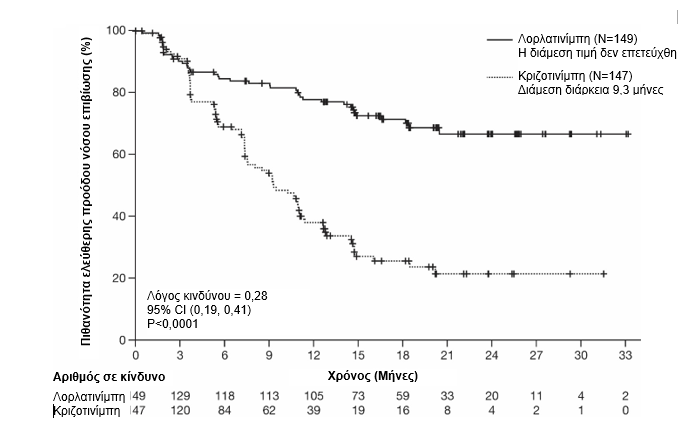 Πιθανότητα ελεύθερης προόδου νόσου επιβίωσης (%)
100
80
60
40
20
0
Λορλατινίμπη (N=149)
Η διάμεση τιμή δεν επετεύχθη
Κριζοτινίμπη (N=147)
Διάμεση διάρκεια 9,3 μήνες
Λόγος κινδύνου = 0,28
95% CI (0,19, 0,41)
P<0,0001
0 3 6 9 12 15 18 21 24 27 30 33
Χρόνος (Μήνες)
Αριθμός σε κίνδυνο
Λορλατινίμπη 149 129 118 113 105 73 59 33 20 11 4 2
Κριζοτινίμπη 147 120 84 62 39 19 16 8 4 2 1 0